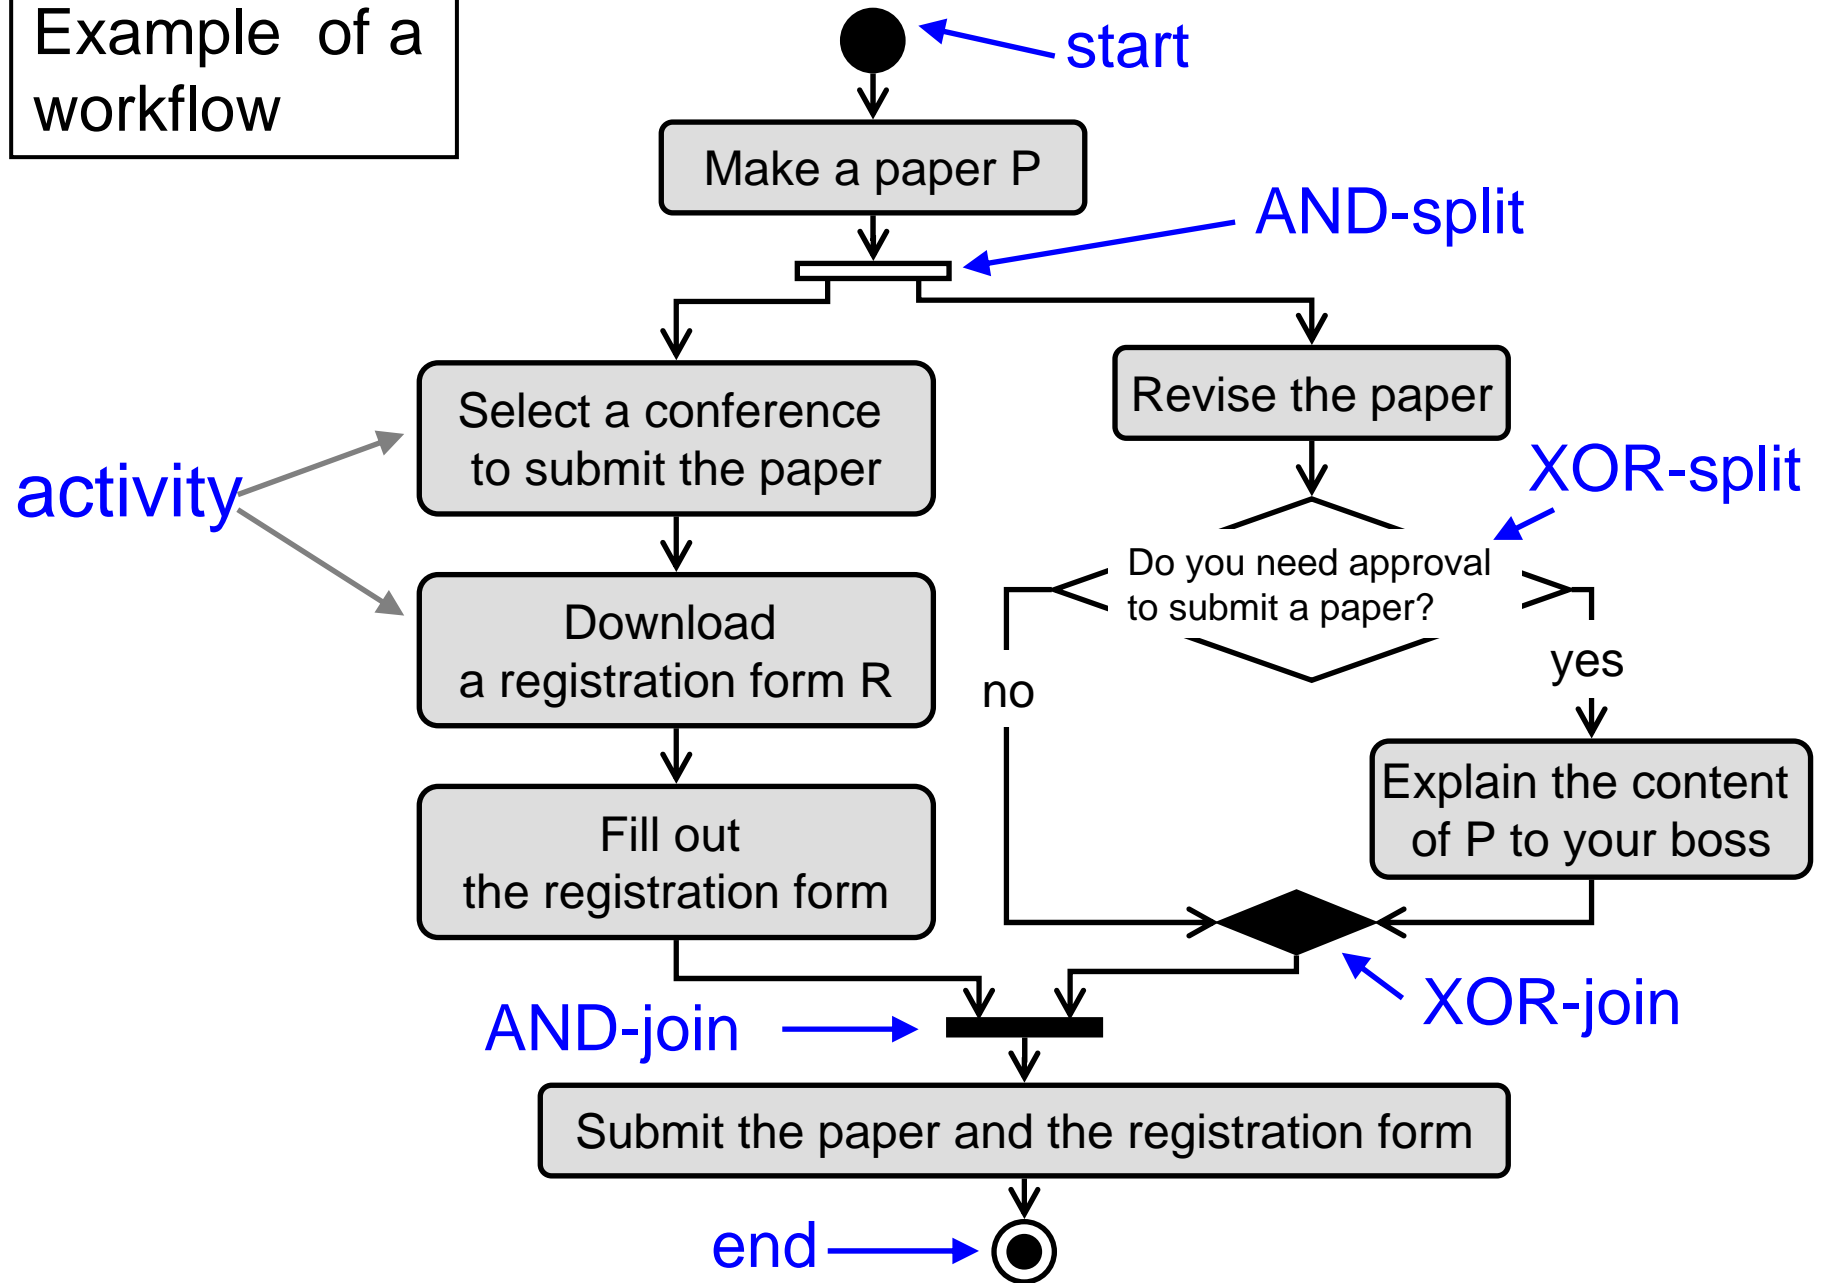 Example of a
workflow
start
Make a paper P
AND-split
Select a conference
to submit the paper
Revise the paper
activity
XOR-split
Do you need approval
to submit a paper?
Download
a registration form R
no
yes
Explain the content
of P to your boss
Fill out
the registration form
AND-join
XOR-join
Submit the paper and the registration form
end